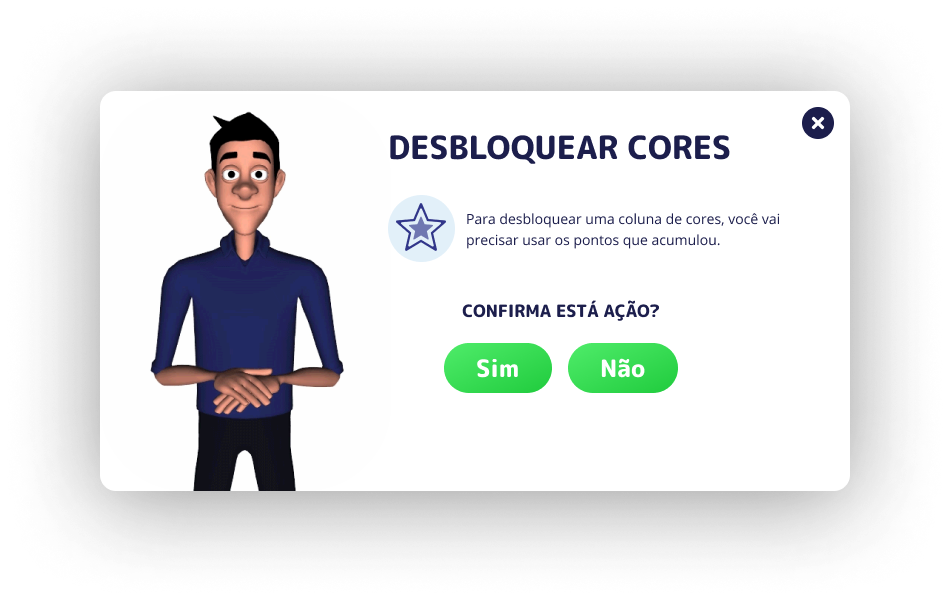 DESBLOQUEAR CORES
Para desbloquear uma coluna de cores, você vai
precisar usar os pontos que acumulou.
CONFIRMA ESTÁ AÇÃO?
Sim
Não